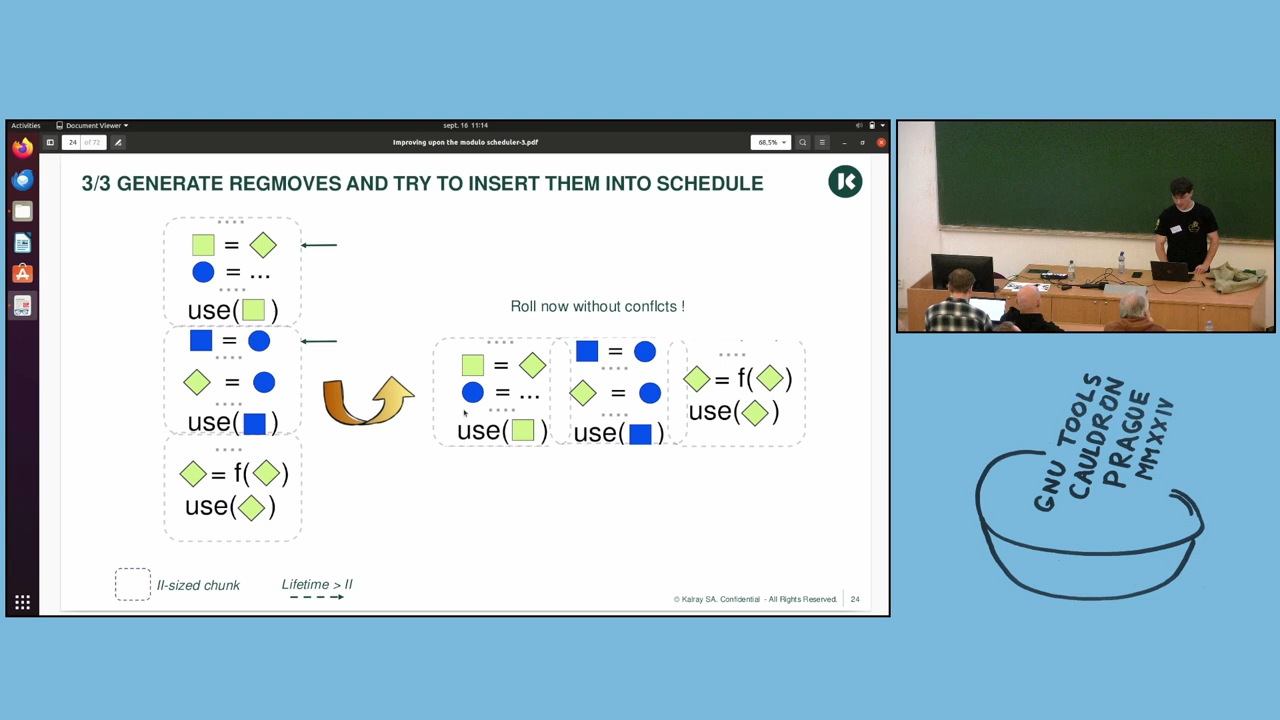 Activities
Document Viewer
sept. 16 11:14
24 of 72
Improving upon the modulo scheduler-3.pdf
68,5%
3/3 GENERATE REGMOVES AND TRY TO INSERT THEM INTO SCHEDULE
....
=
= ...
....
use( )
=
....
=
....
use( )
....
= f( )
use( )
Roll now without conflcts !
....
=
= ...
....
use( )
=
....
=
....
use( )
....
= f( )
use( )
II-sized chunk
Lifetime > II
© Kalray SA. Confidential - All Rights Reserved.
24
GNU TOOLS
CAULDRON
PRAGUE
MMXXIV